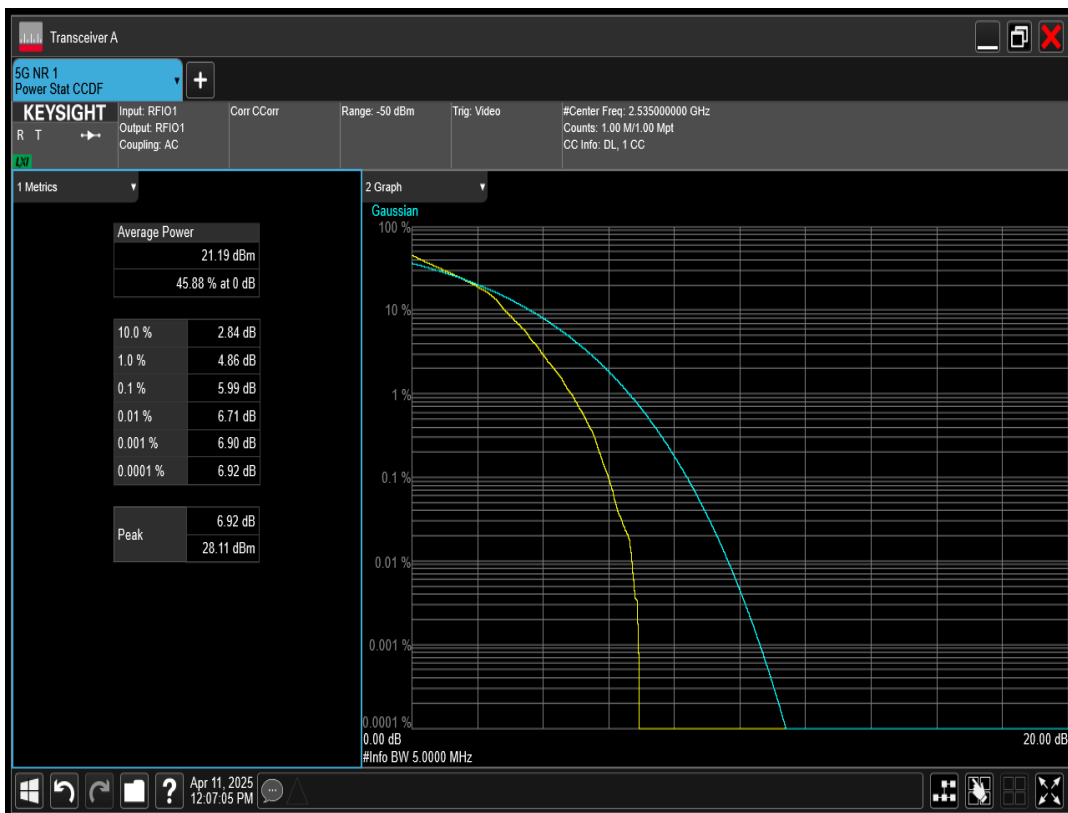 Transceiver A
5G NR 1
Power Stat CCDF
+
KEYSIGHT
R T
LXI
Input: RFIO1
Output: RFIO1
Coupling: AC
Corr CCorr
Range: -50 dBm
Trig: Video
#Center Freq: 2.535000000 GHz
Counts: 1.00 M/1.00 Mpt
CC Info: DL, 1 CC
1 Metrics
Average Power
21.19 dBm
45.88 % at 0 dB
10.0 % 2.84 dB
1.0 % 4.86 dB
0.1 % 5.99 dB
0.01 % 6.71 dB
0.001 % 6.90 dB
0.0001 % 6.92 dB
Peak
6.92 dB
28.11 dBm
2 Graph
Gaussian
100 %
10 %
1 %
0.1 %
0.01 %
0.001 %
0.0001 %
0.00 dB 20.00 dB
#Info BW 5.0000 MHz
?
Apr 11, 2025
12:07:05 PM